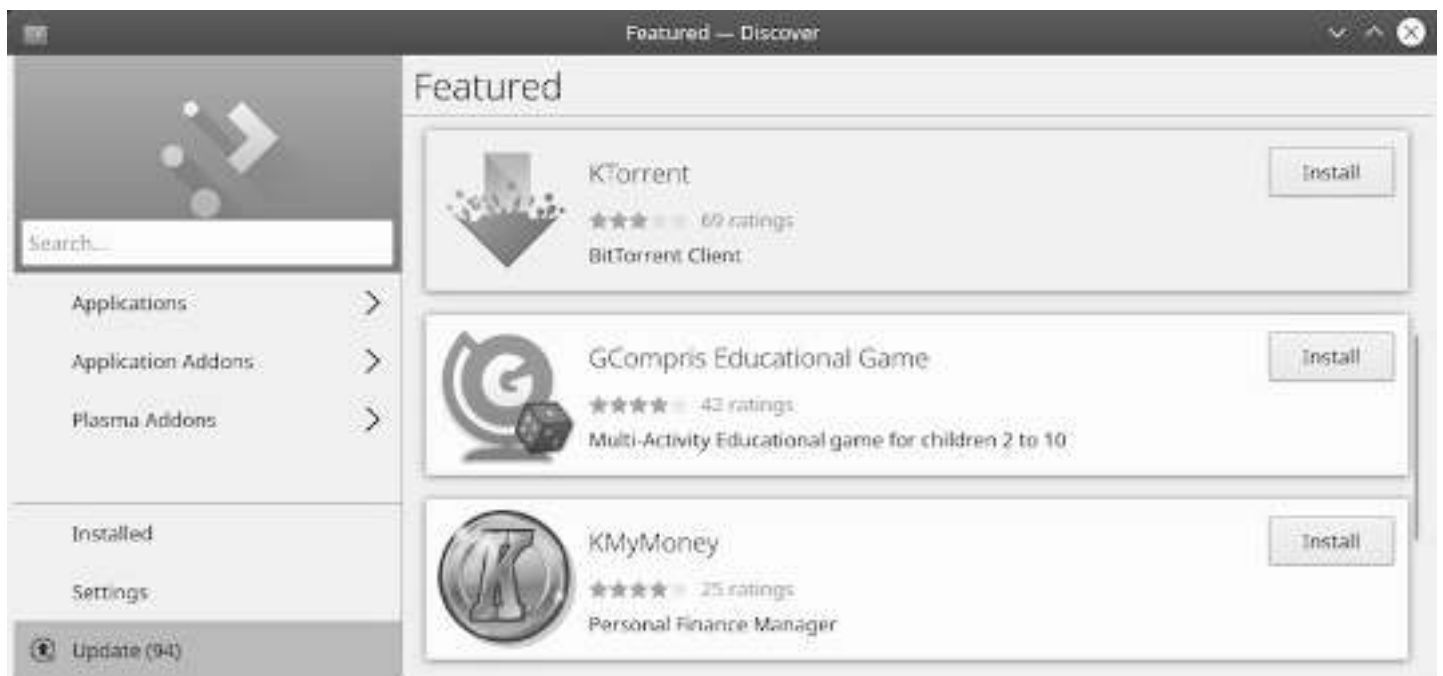 Featured — Discover
Search...
Applications
Application Addons
Plasma Addons
Installed
Settings
Update (94)
Featured
KTorrent
Install
69 ratings
BitTorrent Client
GCompris Educational Game
Install
42 ratings
Multi-Activity Educational game for children 2 to 10
KMyMoney
Install
25 ratings
Personal Finance Manager